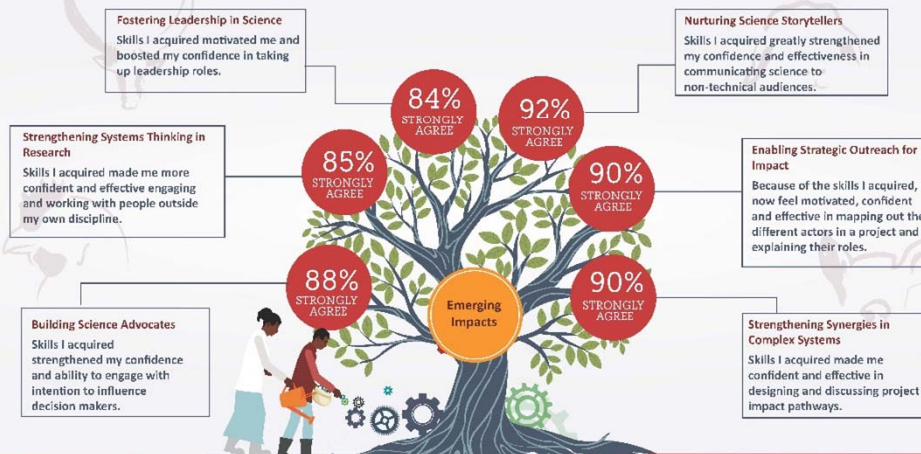 Fostering Leadership in Science
Skills I acquired motivated me and
boosted my confidence in taking
up leadership roles.
Nurturing Science Storytellers
Skills I acquired greatly strengthened
my confidence and effectiveness in
communicating science to
non-technical audiences.
84%
STRONGLY
AGREE
92%
STRONGLY
AGREE
Strengthening Systems Thinking in
Research
Skills I acquired made me more
confident and effective engaging
and working with people outside
my own discipline.
85%
STRONGLY
AGREE
90%
STRONGLY
AGREE
Enabling Strategic Outreach for
Impact
Because of the skills I acquired,
now feel motivated, confident
and effective in mapping out the
different actors in a project and
explaining their roles.
88%
STRONGLY
AGREE
Emerging
Impacts
90%
STRONGLY
AGREE
Building Science Advocates
Skills I acquired
strengthened my confidence
and ability to engage with
intention to influence
decision makers.
Strengthening Synergies in
Complex Systems
Skills I acquired made me
confident and effective in
designing and discussing project
impact pathways.